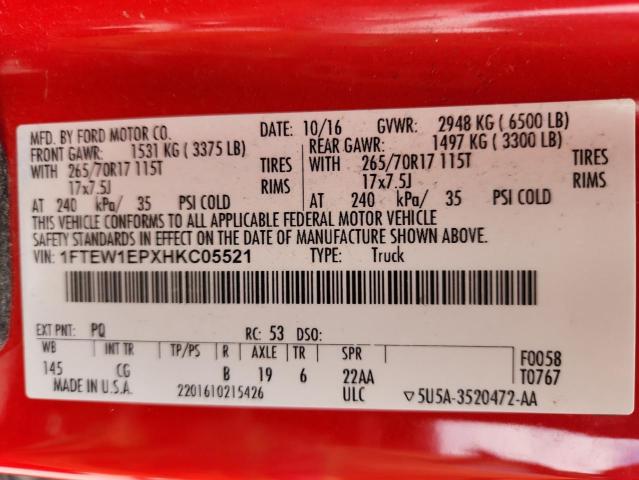 MFD. BY FORD MOTOR CO. DATE: 10/16 GVWR: 2948 KG ( 6500 LB)
FRONT GAWR: 1531 KG ( 3375 LB) REAR GAWR: 1497 KG ( 3300 LB)
WITH 265/70R17 115T TIRES WITH 265/70R17 115T TIRES
17x7.5J RIMS 17x7.5J RIMS
AT 240 kPa/ 35 PSI COLD AT 240 kPa/ 35 PSI COLD
THIS VEHICLE CONFORMS TO ALL APPLICABLE FEDERAL MOTOR VEHICLE
SAFETY STANDARDS IN EFFECT ON THE DATE OF MANUFACTURE SHOWN ABOVE.
VIN: 1FTEW1EPXHKC05521 TYPE: Truck
EXT PNT: PQ RC: 53 DSO:
WB INT TR TP/PS R AXLE TR SPR F0058
145 CG B 19 6 22AA T0767
MADE IN U.S.A. 2201610215426 ULC ▽5U5A-3520472-AA